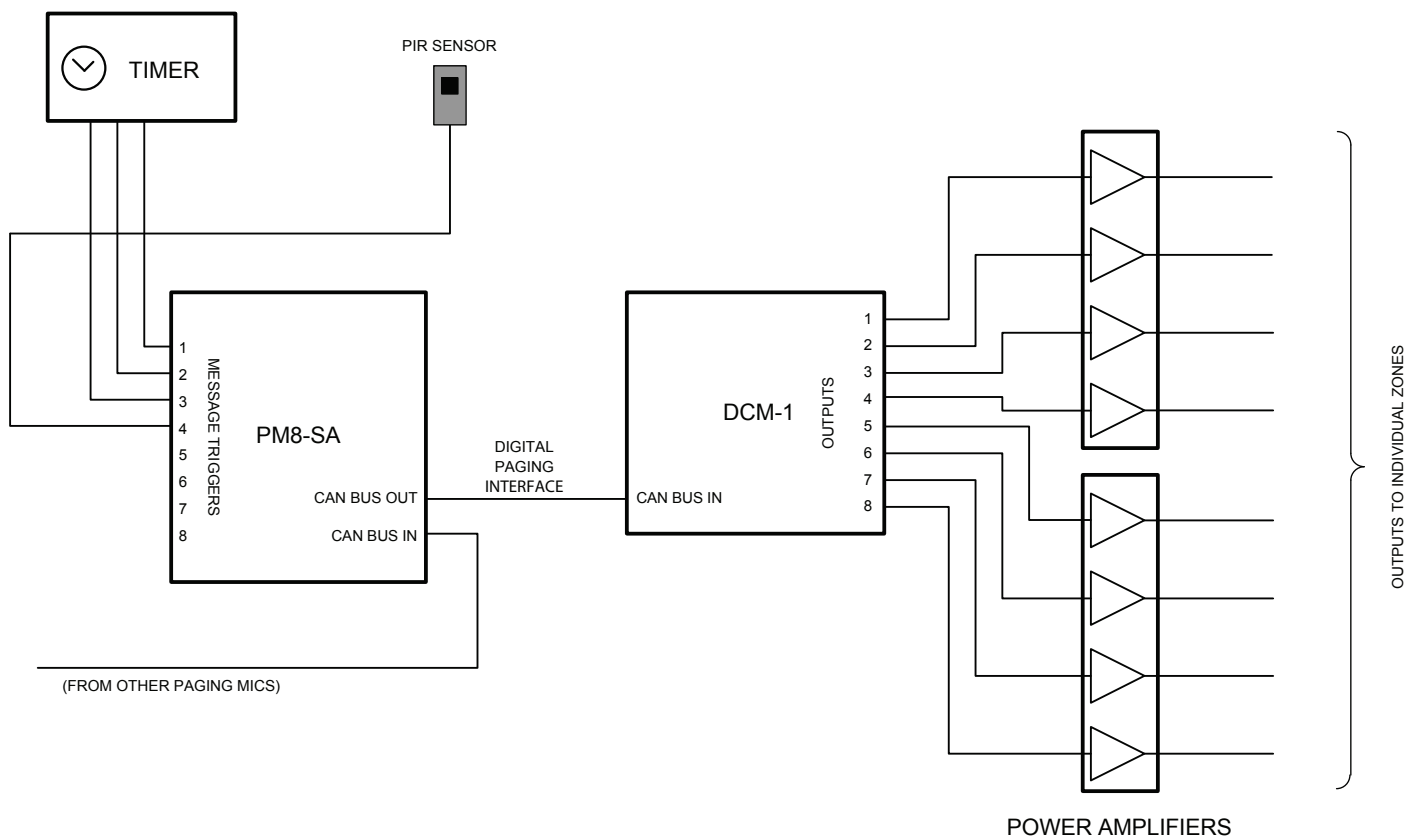 TIMER
PIR SENSOR
1
2
3
4
5
6
7
8
MESSAGE TRIGGERS
PM8-SA
CAN BUS OUT
CAN BUS IN
(FROM OTHER PAGING MICS)
DIGITAL
PAGING
INTERFACE
CAN BUS IN
DCM-1
OUTPUTS
1
2
3
4
5
6
7
8
POWER AMPLIFIERS
OUTPUTS TO INDIVIDUAL ZONES